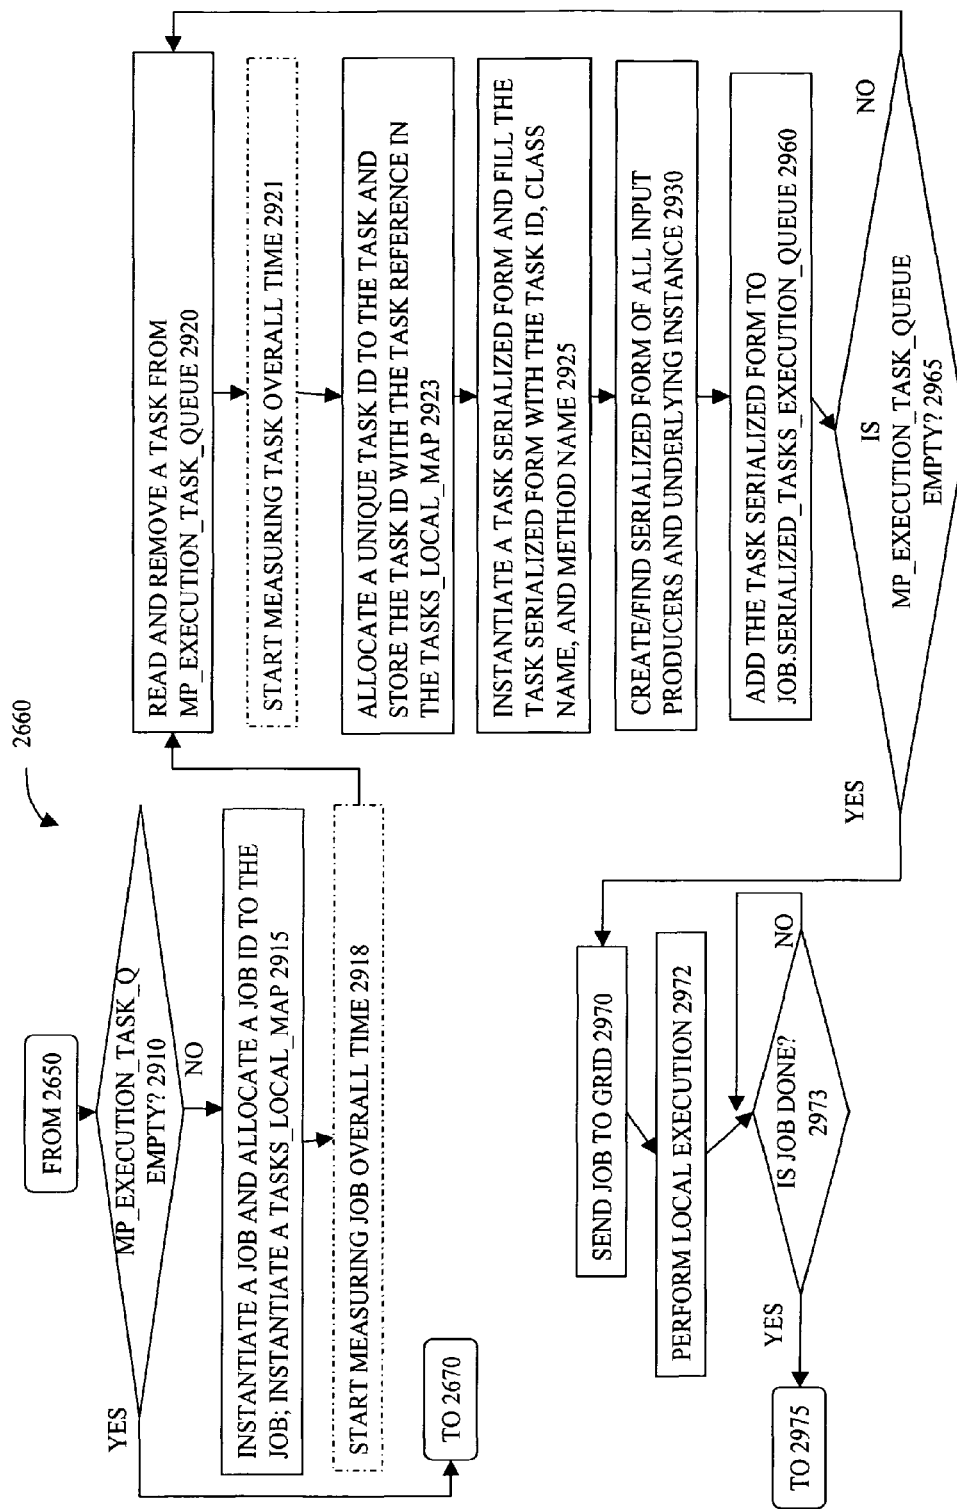 2660
FROM 2650
MP_EXECUTION_TASK_Q
EMPTY? 2910
YES
NO
INSTANTIATE A JOB AND ALLOCATE A JOB ID TO THE
JOB; INSTANTIATE A TASKS_LOCAL_MAP 2915
START MEASURING JOB OVERALL TIME 2918
TO 2670
READ AND REMOVE A TASK FROM
MP_EXECUTION_TASK_QUEUE 2920
START MEASURING TASK OVERALL TIME 2921
ALLOCATE A UNIQUE TASK ID TO THE TASK AND
STORE THE TASK ID WITH THE TASK REFERENCE IN
THE TASKS_LOCAL_MAP 2923
INSTANTIATE A TASK SERIALIZED FORM AND FILL THE
TASK SERIALIZED FORM WITH THE TASK ID, CLASS
NAME, AND METHOD NAME 2925
CREATE/FIND SERIALIZED FORM OF ALL INPUT
PRODUCERS AND UNDERLYING INSTANCE 2930
ADD THE TASK SERIALIZED FORM TO
JOB.SERIALIZED_TASKS_EXECUTION_QUEUE 2960
IS
MP_EXECUTION_TASK_QUEUE
EMPTY? 2965
NO
YES
SEND JOB TO GRID 2970
PERFORM LOCAL EXECUTION 2972
IS JOB DONE?
2973
NO
YES
TO 2975